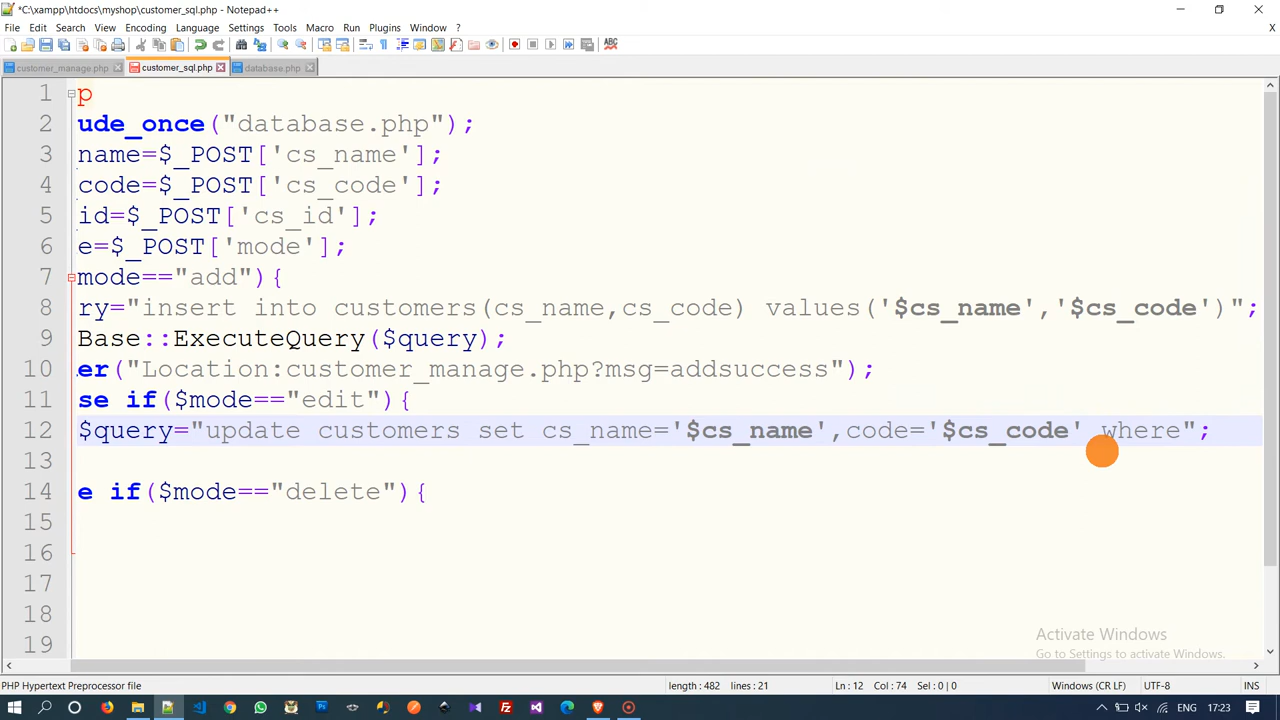 *C:\xampp\htdocs\myshop\customer_sql.php - Notepad++
File Edit Search View Encoding Language Settings Tools Macro Run Plugins Window ? X
customer_manage.php customer_sql.php database.php
1 p
2 ude_once("database.php");
3 name=$_POST['cs_name'];
4 code=$_POST['cs_code'];
5 id=$_POST['cs_id'];
6 e=$_POST['mode'];
7 mode=="add"){
8 ry="insert into customers(cs_name,cs_code) values('$cs_name','$cs_code')";
9 Base::ExecuteQuery($query);
10 er("Location:customer_manage.php?msg=addsuccess");
11 se if($mode=="edit"){
12 $query="update customers set cs_name='$cs_name',code='$cs_code' where";
13
14 e if($mode=="delete"){
15
16
17
18
19
Activate Windows
Go to Settings to activate Windows.
PHP Hypertext Preprocessor file length : 482 lines : 21 Ln : 12 Col : 74 Sel : 0 | 0 Windows (CR LF) UTF-8 INS
17:23